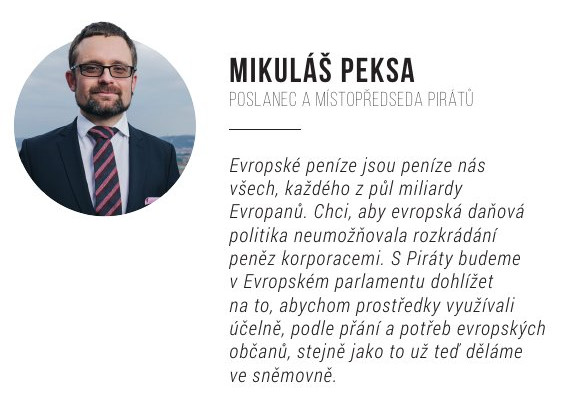 MIKULÁŠ PEKSA
POSLANEC A MÍSTOPŘEDSEDA PIRÁTŮ
Evropské peníze jsou peníze nás
všech, každého z půl miliardy
Evropanů. Chci, aby evropská daňová
politika neumožňovala rozkrádání
peněz korporacemi. S Piráty budeme
v Evropském parlamentu dohlížet
na to, abychom prostředky využívali
účelně, podle přání a potřeb evropských
občanů, stejně jako to už teď děláme
ve sněmovně.